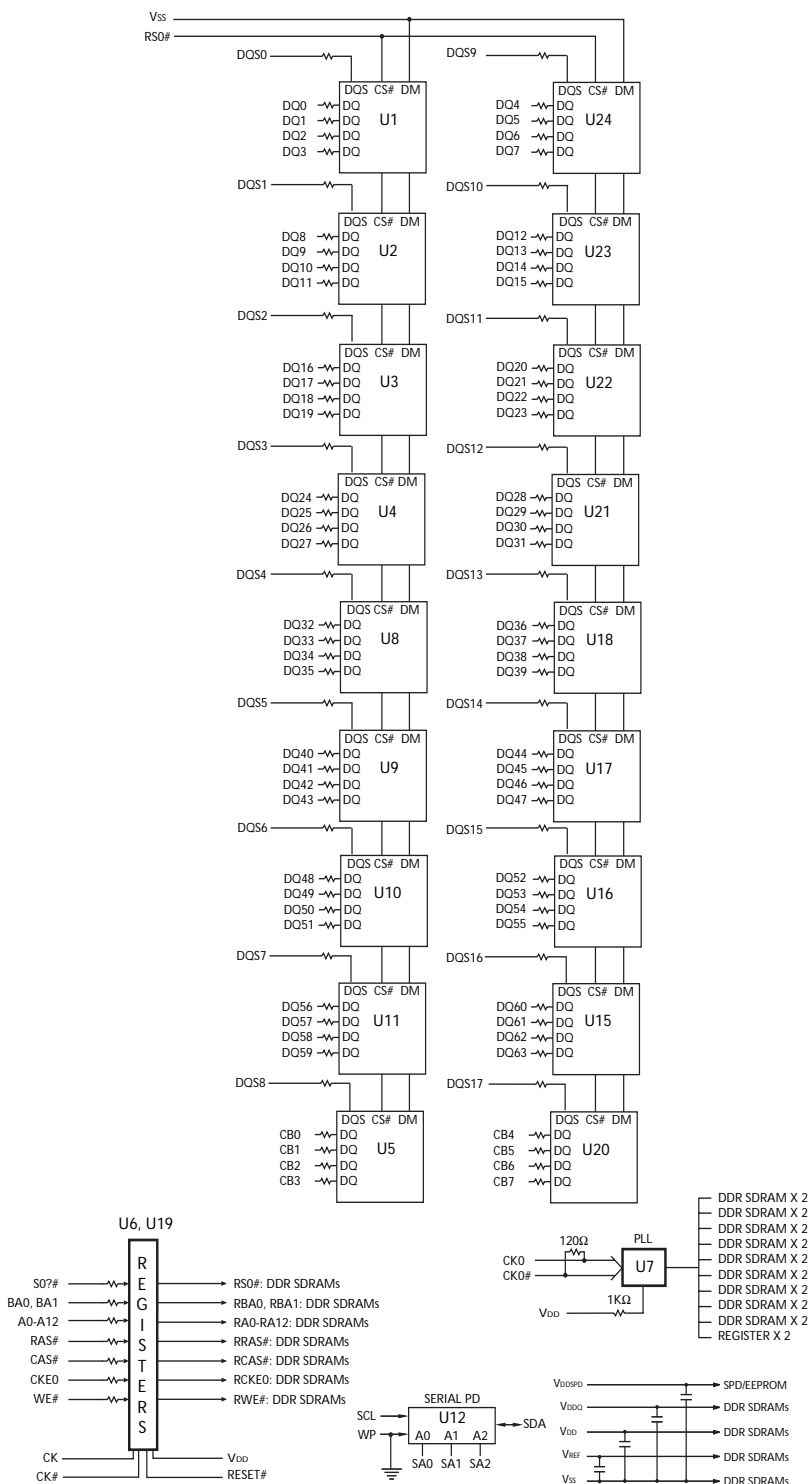 VSS
RS0#
DQS0
DQS9
DQS CS# DM
DQS CS# DM
DQ0 DQ
DQ1 DQ
DQ2 DQ
DQ3 DQ
U1
DQ4 DQ
DQ5 DQ
DQ6 DQ
DQ7 DQ
U24
DQS1
DQS10
DQS CS# DM
DQS CS# DM
DQ8 DQ
DQ9 DQ
DQ10 DQ
DQ11 DQ
U2
DQ12 DQ
DQ13 DQ
DQ14 DQ
DQ15 DQ
U23
DQS2
DQS11
DQS CS# DM
DQS CS# DM
DQ16 DQ
DQ17 DQ
DQ18 DQ
DQ19 DQ
U3
DQ20 DQ
DQ21 DQ
DQ22 DQ
DQ23 DQ
U22
DQS3
DQS12
DQS CS# DM
DQS CS# DM
DQ24 DQ
DQ25 DQ
DQ26 DQ
DQ27 DQ
U4
DQ28 DQ
DQ29 DQ
DQ30 DQ
DQ31 DQ
U21
DQS4
DQS13
DQS CS# DM
DQS CS# DM
DQ32 DQ
DQ33 DQ
DQ34 DQ
DQ35 DQ
U8
DQ36 DQ
DQ37 DQ
DQ38 DQ
DQ39 DQ
U18
DQS5
DQS14
DQS CS# DM
DQS CS# DM
DQ40 DQ
DQ41 DQ
DQ42 DQ
DQ43 DQ
U9
DQ44 DQ
DQ45 DQ
DQ46 DQ
DQ47 DQ
U17
DQS6
DQS15
DQS CS# DM
DQS CS# DM
DQ48 DQ
DQ49 DQ
DQ50 DQ
DQ51 DQ
U10
DQ52 DQ
DQ53 DQ
DQ54 DQ
DQ55 DQ
U16
DQS7
DQS16
DQS CS# DM
DQS CS# DM
DQ56 DQ
DQ57 DQ
DQ58 DQ
DQ59 DQ
U11
DQ60 DQ
DQ61 DQ
DQ62 DQ
DQ63 DQ
U15
DQS8
DQS17
DQS CS# DM
DQS CS# DM
CB0 DQ
CB1 DQ
CB2 DQ
CB3 DQ
U5
CB4 DQ
CB5 DQ
CB6 DQ
CB7 DQ
U20
U6, U19
REGISTERS
S0?#
BA0, BA1
A0-A12
RAS#
CAS#
CKE0
WE#
RS0#: DDR SDRAMs
RBA0, RBA1: DDR SDRAMs
RA0-RA12: DDR SDRAMs
RRAS#: DDR SDRAMs
RCAS#: DDR SDRAMs
RCKE0: DDR SDRAMs
RWE#: DDR SDRAMs
CK
CK#
VDD
RESET#
SERIAL PD
U12
SCL
WP
A0 A1 A2
SDA
SA0 SA1 SA2
PLL
120Ω
CK0
CK0#
U7
1KΩ
VDD
DDR SDRAM X 2
DDR SDRAM X 2
DDR SDRAM X 2
DDR SDRAM X 2
DDR SDRAM X 2
DDR SDRAM X 2
DDR SDRAM X 2
DDR SDRAM X 2
DDR SDRAM X 2
REGISTER X 2
VDDSPD SPD/EEPROM
VDDQ DDR SDRAMs
VDD DDR SDRAMs
VREF DDR SDRAMs
VSS DDR SDRAMs